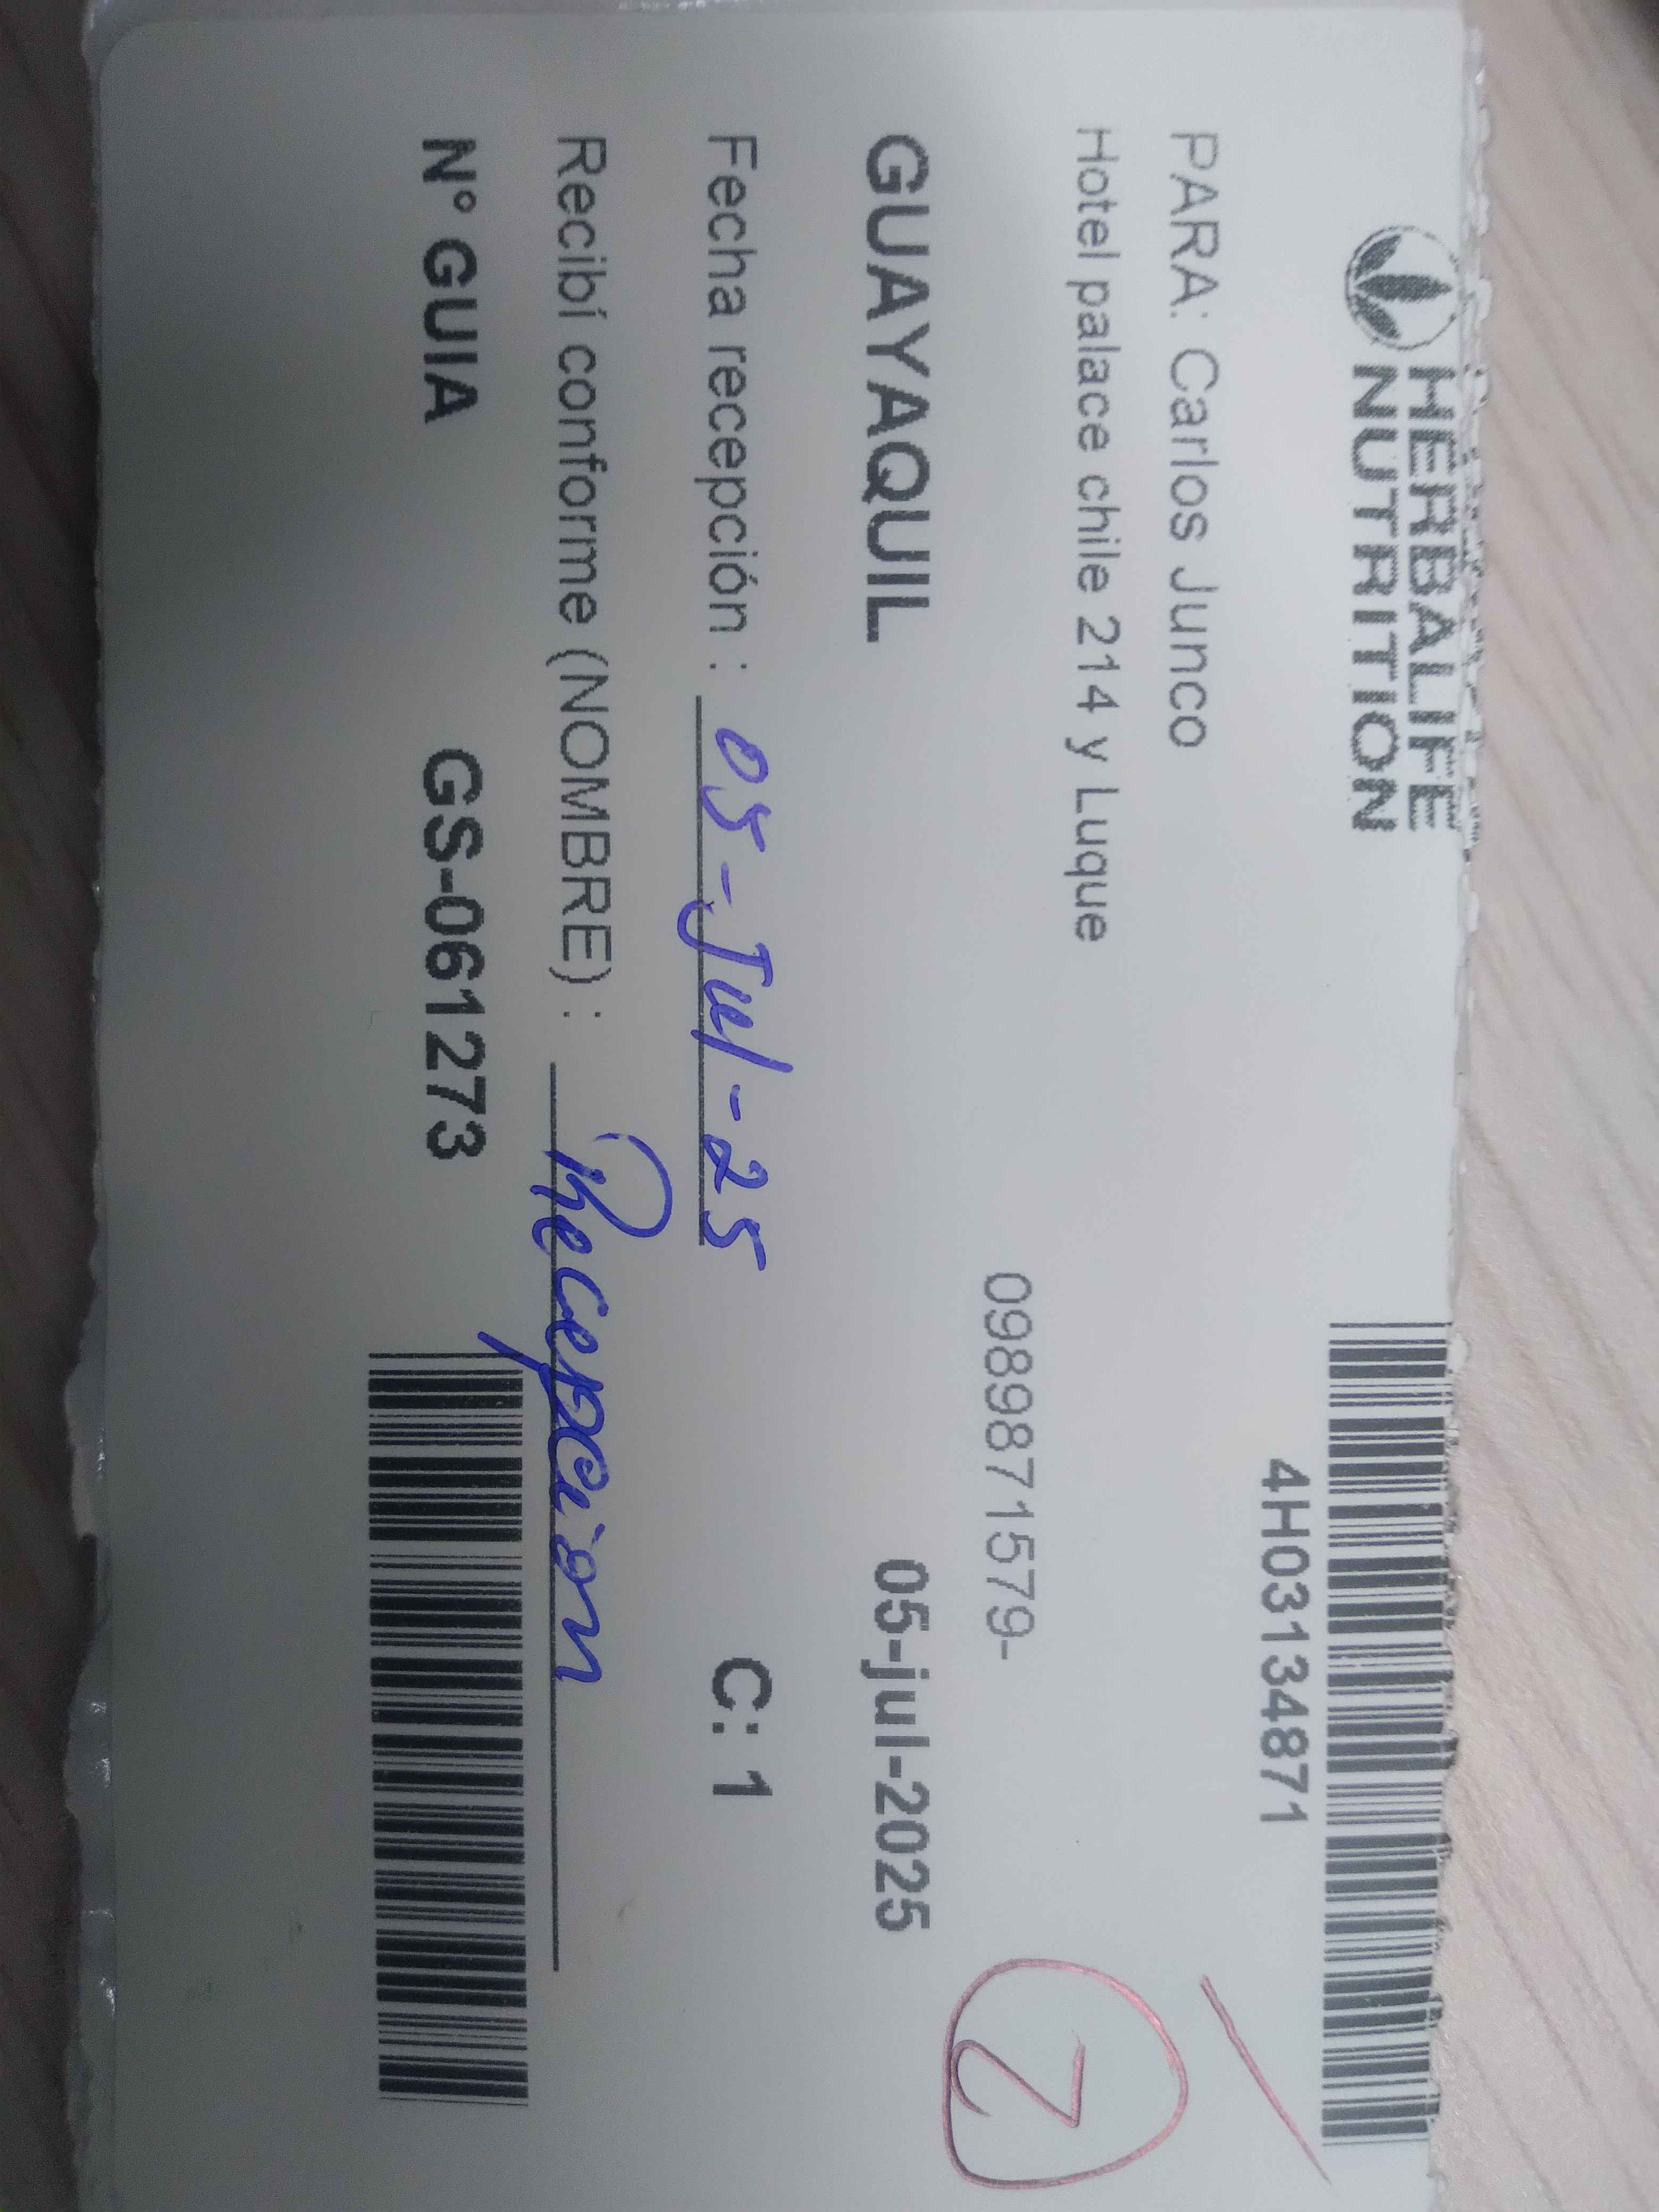 HERBALIFE
NUTRITION
4H03134871
PARA: Carlos Junco
Hotel palace chile 214 y Luque
0989871579-
2
GUAYAQUIL 05-jul-2025
Fecha recepción : 05-Jul-25 C: 1
Recibí conforme (NOMBRE) : Recepcion
N° GUIA GS-061273